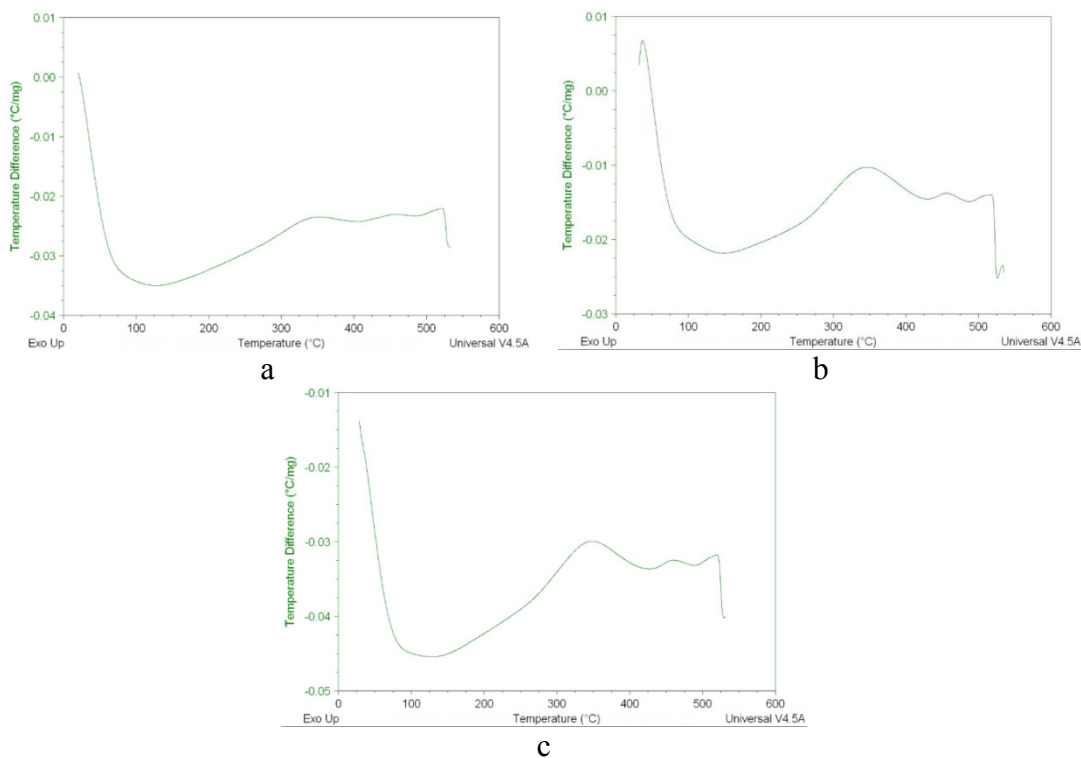 0.01
0.00
-0.01
-0.02
-0.03
-0.04
Temperature Difference (°C/mg)
0 100 200 300 400 500 600
Exo Up Temperature (°C) Universal V4.5A
a
0.01
0.00
-0.01
-0.02
-0.03
Temperature Difference (°C/mg)
0 100 200 300 400 500 600
Exo Up Temperature (°C) Universal V4.5A
b
-0.01
-0.02
-0.03
-0.04
-0.05
Temperature Difference (°C/mg)
0 100 200 300 400 500 600
Exo Up Temperature (°C) Universal V4.5A
c